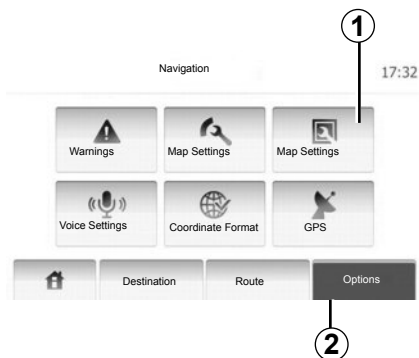 1
Navigation
17:32
Warnings
Map Settings
Map Settings
Voice Settings
Coordinate Format
GPS
Destination
Route
Options
2